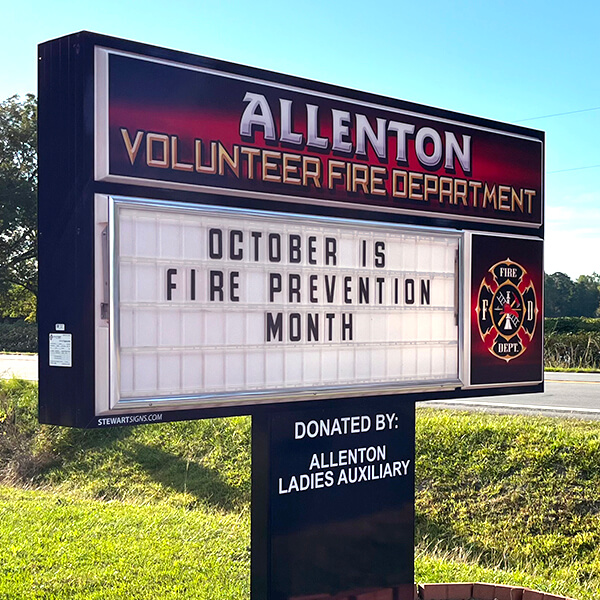 ALLENTON
VOLUNTEER FIRE DEPARTMENT
OCTOBER IS
FIRE PREVENTION
MONTH
FIRE
F D
DEPT.
STEWARTSIGNS.COM
DONATED BY:
ALLENTON
LADIES AUXILIARY